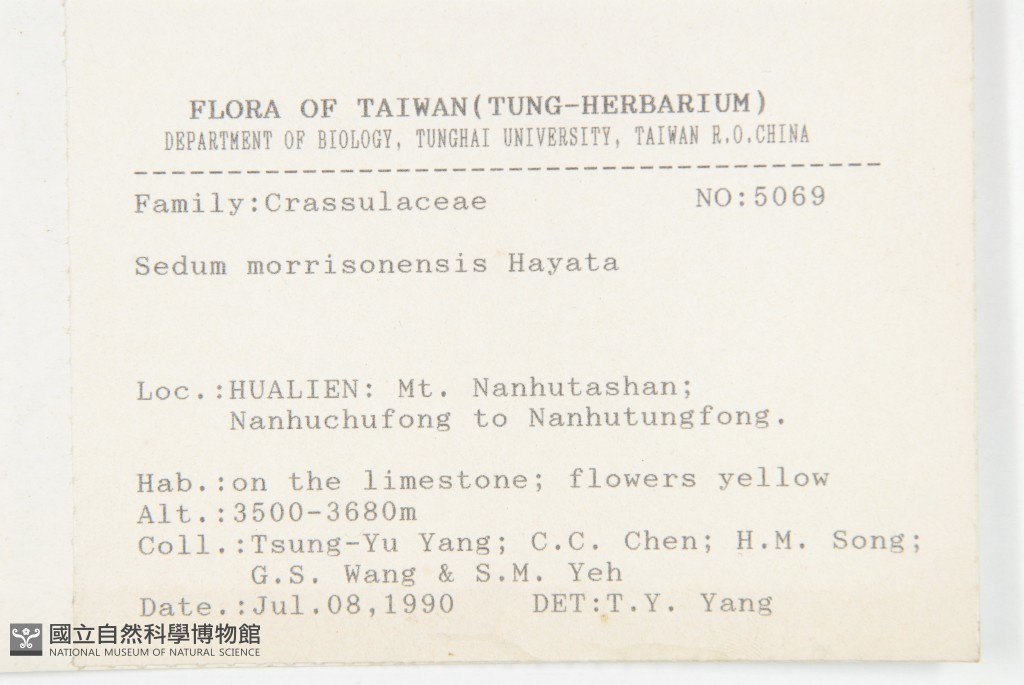 FLORA OF TAIWAN(TUNG-HERBARIUM)
DEPARTMENT OF BIOLOGY, TUNGHAI UNIVERSITY, TAIWAN R.O.CHINA
Family:Crassulaceae NO:5069
Sedum morrisonensis Hayata
Loc.:HUALIEN: Mt. Nanhutashan;
Nanhuchufong to Nanhutungfong.
Hab.:on the limestone; flowers yellow
Alt.:3500-3680m
Coll.:Tsung-Yu Yang; C.C. Chen; H.M. Song;
G.S. Wang & S.M. Yeh
Date.:Jul.08,1990 DET:T.Y. Yang
國立自然科學博物館
NATIONAL MUSEUM OF NATURAL SCIENCE